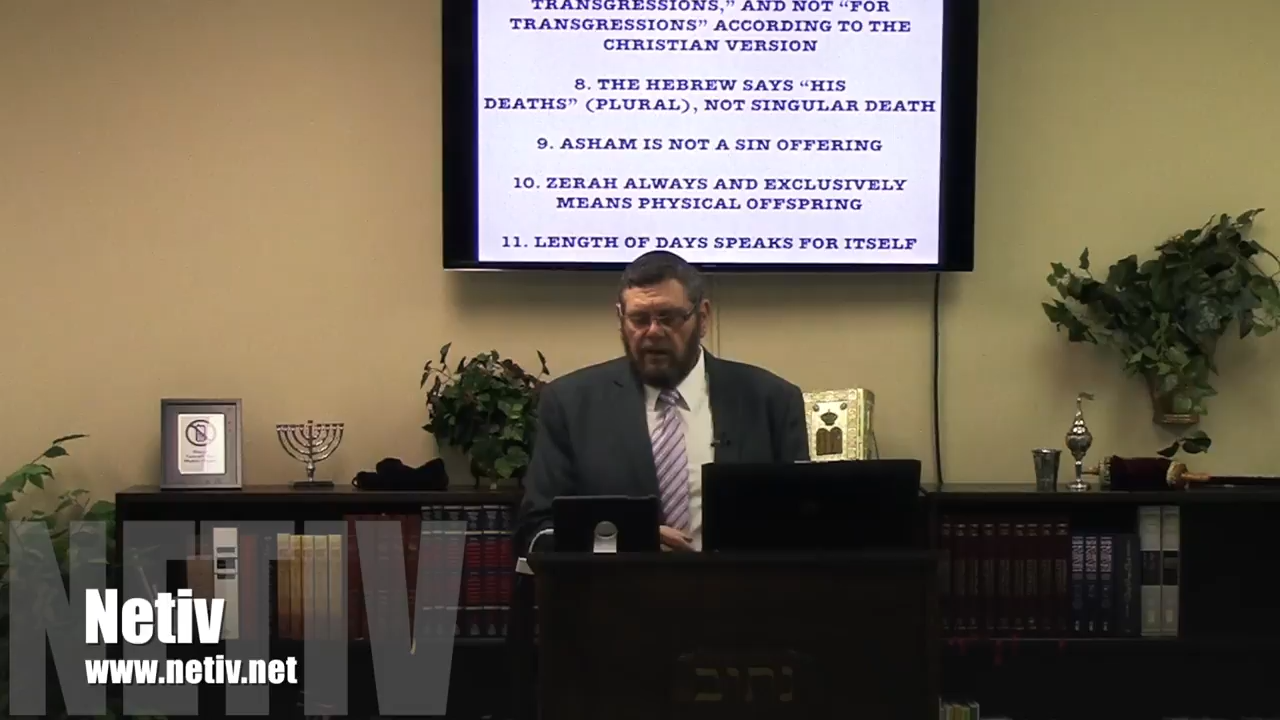 TRANSGRESSIONS," AND NOT "FOR
TRANSGRESSIONS" ACCORDING TO THE
CHRISTIAN VERSION
8. THE HEBREW SAYS "HIS
DEATHS" (PLURAL), NOT SINGULAR DEATH
9. ASHAM IS NOT A SIN OFFERING
10. ZERAH ALWAYS AND EXCLUSIVELY
MEANS PHYSICAL OFFSPRING
11. LENGTH OF DAYS SPEAKS FOR ITSELF
NETIV
Netiv
www.netiv.net
נתיב